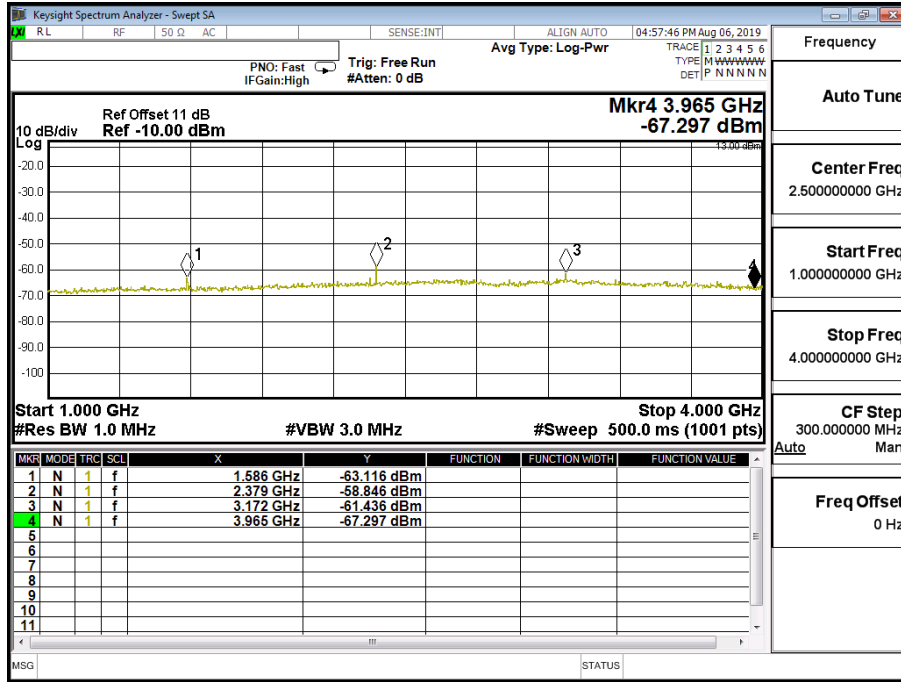 Keysight Spectrum Analyzer - Swept SA
LXI RL RF 50 Ω AC SENSE:INT ALIGN AUTO 04:57:46 PM Aug 06, 2019
Avg Type: Log-Pwr
TRACE 1 2 3 4 5 6
TYPE M W W W W W
DET P N N N N N
PNO: Fast
IFGain:High
Trig: Free Run
#Atten: 0 dB
Frequency
Auto Tune
Center Freq
2.500000000 GHz
Start Freq
1.000000000 GHz
Stop Freq
4.000000000 GHz
CF Step
300.000000 MHz
Auto Man
Freq Offset
0 Hz
Mkr4 3.965 GHz
-67.297 dBm
Ref Offset 11 dB
10 dB/div Ref -10.00 dBm
Log
-13.00 dBm
-20.0
-30.0
-40.0
-50.0
-60.0
-70.0
-80.0
-90.0
-100
1
2
3
4
Start 1.000 GHz Stop 4.000 GHz
#Res BW 1.0 MHz #VBW 3.0 MHz #Sweep 500.0 ms (1001 pts)
MKR MODE TRC SCL X Y FUNCTION FUNCTION WIDTH FUNCTION VALUE
1 N 1 f 1.586 GHz -63.116 dBm
2 N 1 f 2.379 GHz -58.846 dBm
3 N 1 f 3.172 GHz -61.436 dBm
4 N 1 f 3.965 GHz -67.297 dBm
5
6
7
8
9
10
11
MSG STATUS